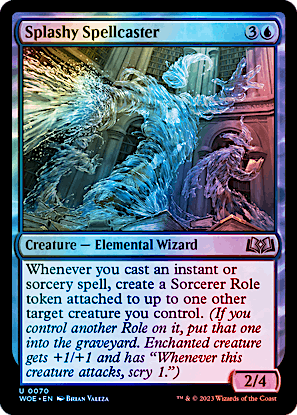 Splashy Spellcaster 3
Creature — Elemental Wizard
Whenever you cast an instant or
sorcery spell, create a Sorcerer Role
token attached to up to one other
target creature you control. (If you
control another Role on it, put that one
into the graveyard. Enchanted creature
gets +1/+1 and has “Whenever this
creature attacks, scry 1.”)
2/4
U 0070
WOE • EN Brian Valeza
™ & © 2023 Wizards of the Coast